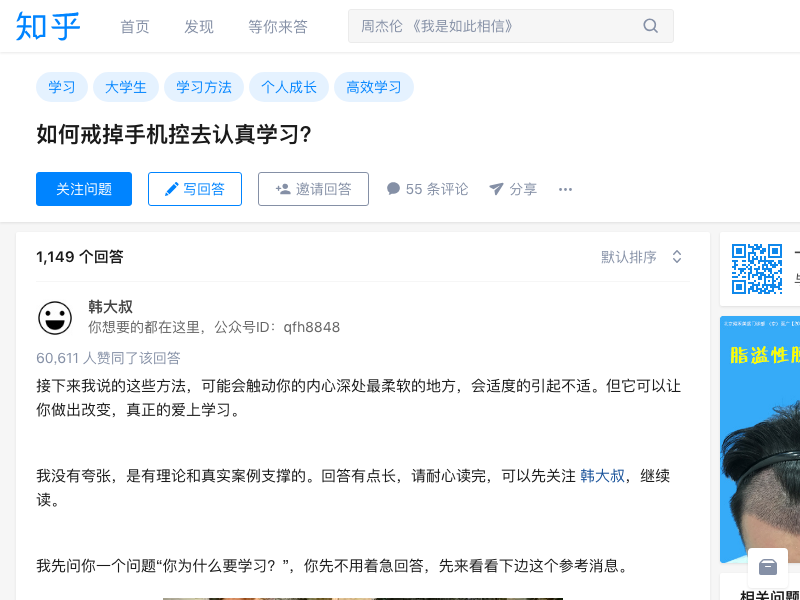 知乎 首页 发现 等你来答 周杰伦 《我是如此相信》
学习 大学生 学习方法 个人成长 高效学习
如何戒掉手机控去认真学习？
关注问题 写回答 邀请回答 55 条评论 分享 ···
1,149 个回答 默认排序
韩大叔
你想要的都在这里，公众号ID：qfh8848
60,611 人赞同了该回答
接下来我说的这些方法，可能会触动你的内心深处最柔软的地方，会适度的引起不适。但它可以让
你做出改变，真正的爱上学习。
我没有夸张，是有理论和真实案例支撑的。回答有点长，请耐心读完，可以先关注 韩大叔，继续
读。
我先问你一个问题“你为什么要学习？”，你先不用着急回答，先来看看下边这个参考消息。
脂溢性脱
相关问题